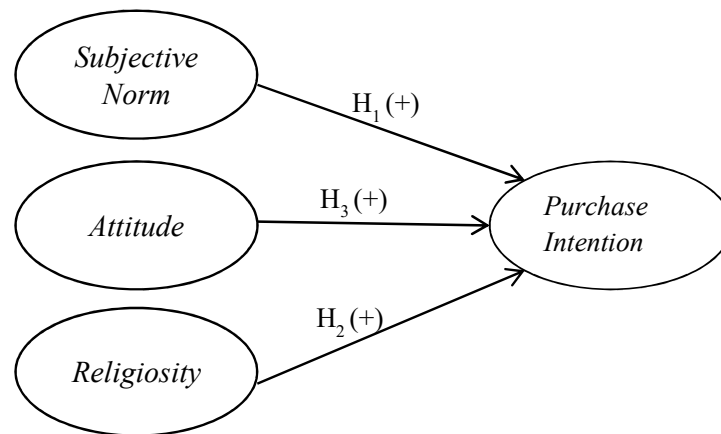 Subjective
Norm
H₁ (+)
Attitude
H₃ (+)
Purchase
Intention
H₂ (+)
Religiosity